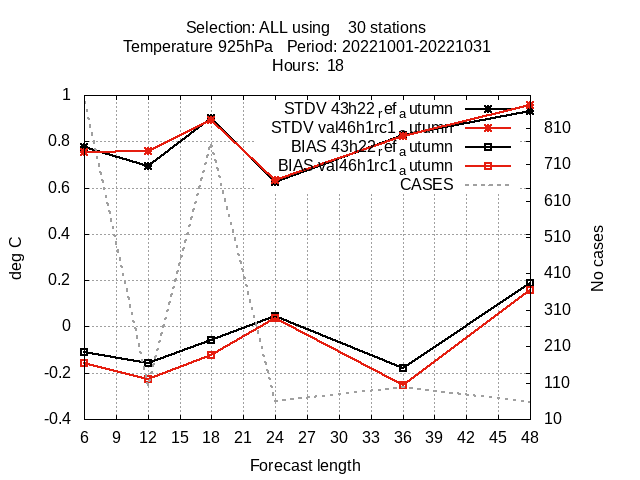 Selection: ALL using 30 stations
Temperature 925hPa Period: 20221001-20221031
Hours: 18
STDV 43h22_ref_autumn
STDV val46h1rc1_autumn
BIAS 43h22_ref_autumn
BIAS val46h1rc1_autumn
CASES
deg C
1
0.8
0.6
0.4
0.2
0
-0.2
-0.4
No cases
810
710
610
510
410
310
210
110
10
6 9 12 15 18 21 24 27 30 33 36 39 42 45 48
Forecast length